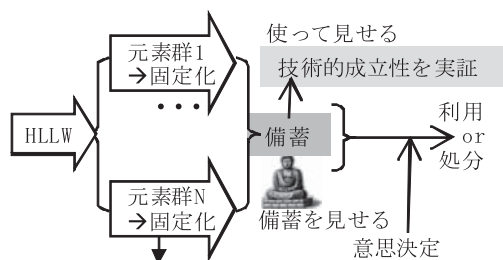 使って見せる
技術的成立性を実証
元素群1
→固定化
・・・
HLLW
備蓄
利用
or
処分
元素群N
→固定化
備蓄を見せる
意思決定